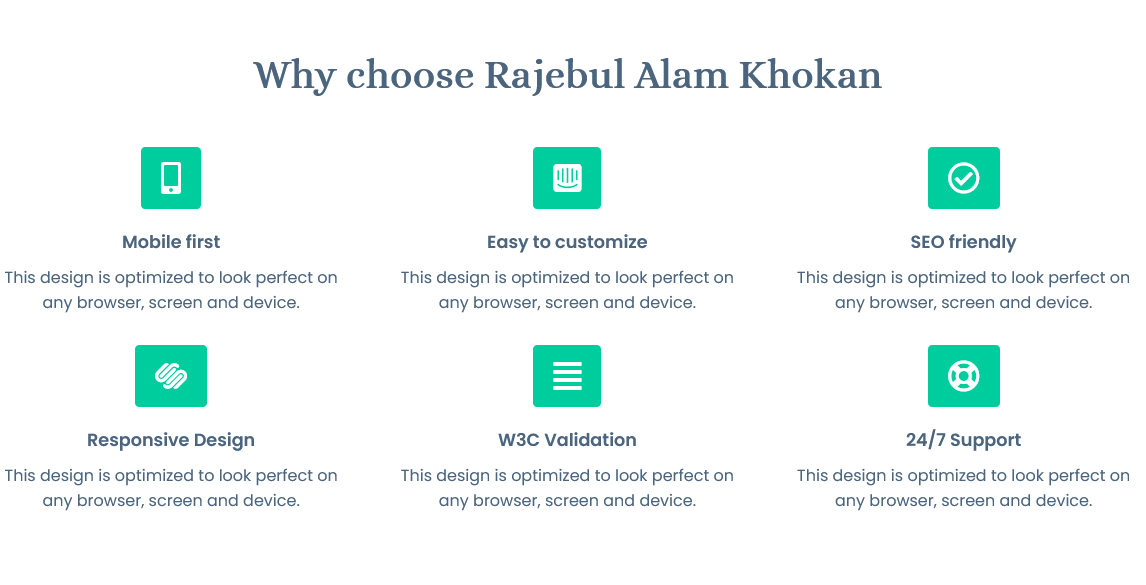 Why choose Rajebul Alam Khokan
Mobile first
This design is optimized to look perfect on
any browser, screen and device.
Easy to customize
This design is optimized to look perfect on
any browser, screen and device.
SEO friendly
This design is optimized to look perfect on
any browser, screen and device.
Responsive Design
This design is optimized to look perfect on
any browser, screen and device.
W3C Validation
This design is optimized to look perfect on
any browser, screen and device.
24/7 Support
This design is optimized to look perfect on
any browser, screen and device.